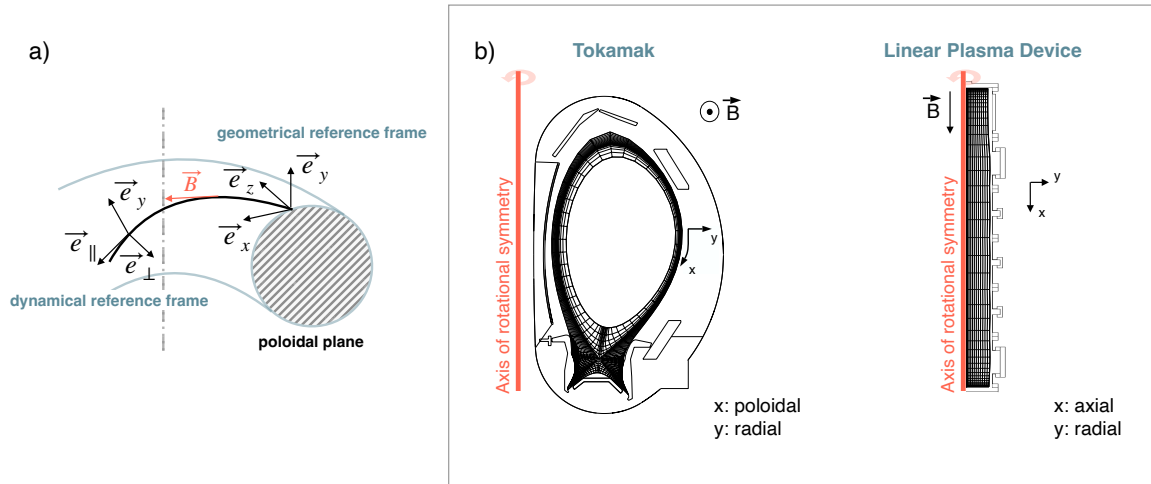 a)
geometrical reference frame
e y
e z
B
e y
e x
e ||
e ⊥
dynamical reference frame
poloidal plane
b)
Tokamak
Linear Plasma Device
B
B
Axis of rotational symmetry
y
x
Axis of rotational symmetry
y
x
x: poloidal
y: radial
x: axial
y: radial